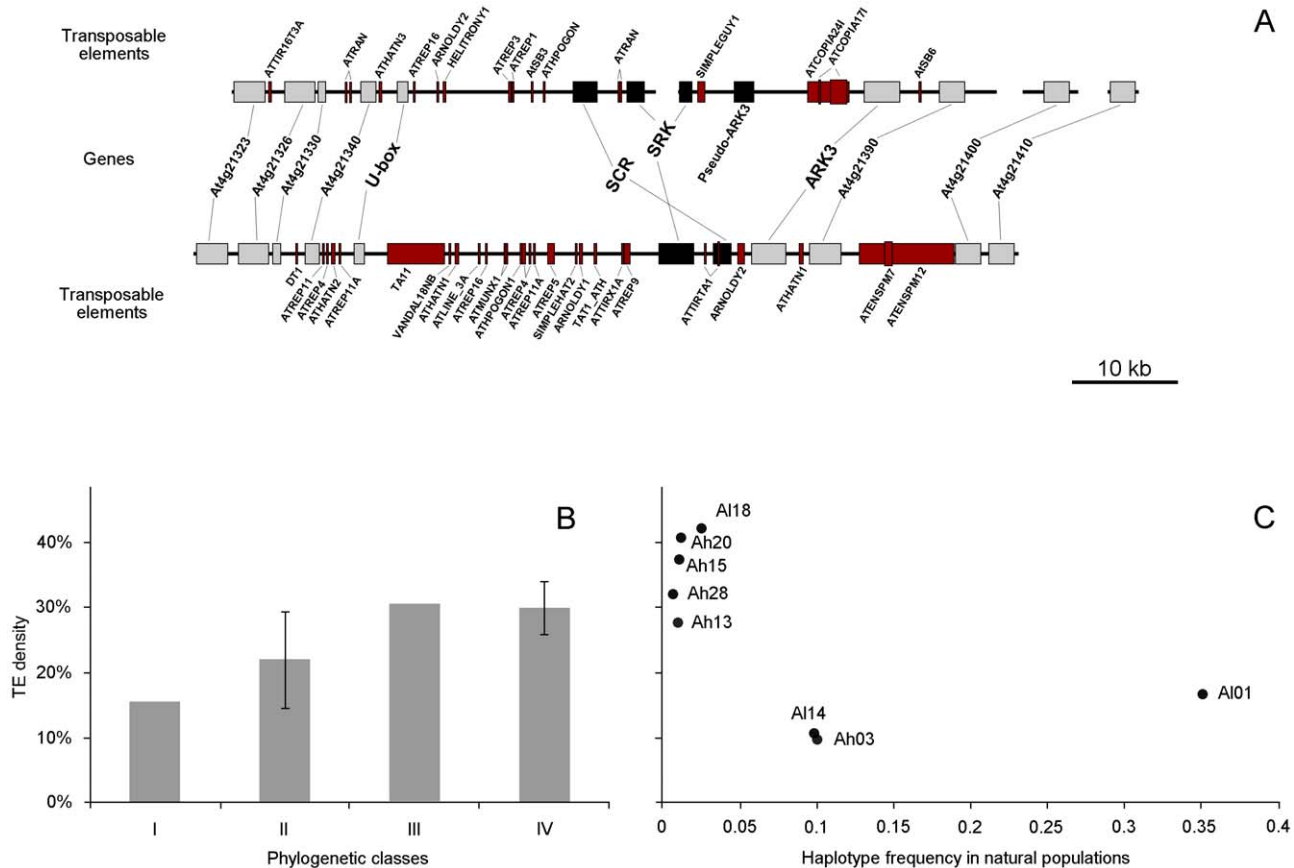 A
Transposable elements
ATTIR16T3A
ATRAN
ATHATN3
ATREP16
ARNOLDY2
HELITRONY1
ATREP3
ATREP1
AtSB3
ATHPOGON
ATRAN
SIMPLEGUY1
ATCOPIA24I
ATCOPIA17I
AtSB6
Genes
At4g21323
At4g21326
At4g21330
At4g21340
U-box
SCR
SRK
Pseudo-ARK3
ARK3
At4g21390
At4g21400
At4g21410
Transposable elements
DT1
ATREP11
ATREP4
ATHATN2
ATREP11A
TA11
VANDAL18NB
ATHATN1
ATLINE_3A
ATREP16
ATMUNX1
ATHPOGON1
ATREP4
ATREP11A
ATREP5
SIMPLEHAT2
ARNOLDY1
TAT1_ATH
ATTIRX1A
ATREP9
ATTIRTA1
ARNOLDY2
ATHATN1
ATENSPM7
ATENSPM12
10 kb
B
TE density
40%
30%
20%
10%
0%
I II III IV
Phylogenetic classes
C
Al18
Ah20
Ah15
Ah28
Ah13
Al14
Ah03
Al01
0 0.05 0.1 0.15 0.2 0.25 0.3 0.35 0.4
Haplotype frequency in natural populations